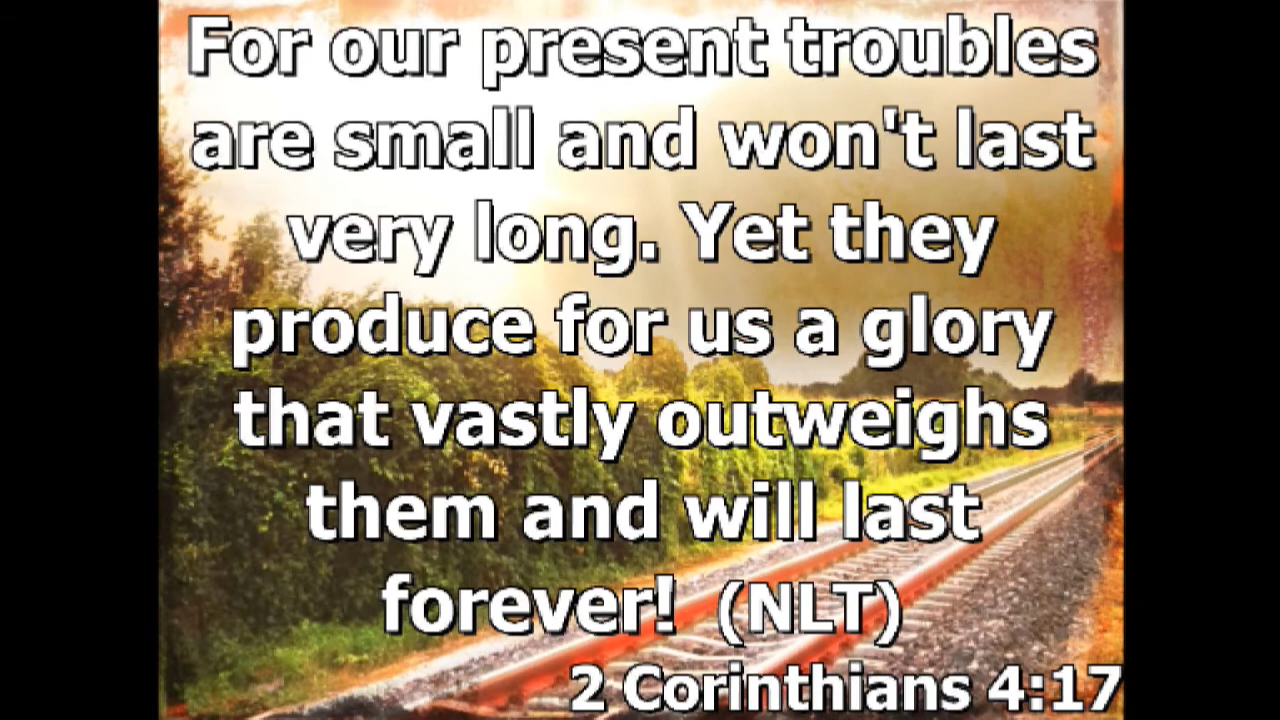 For our present troubles
are small and won't last
very long. Yet they
produce for us a glory
that vastly outweighs
them and will last
forever! (NLT)
2 Corinthians 4:17